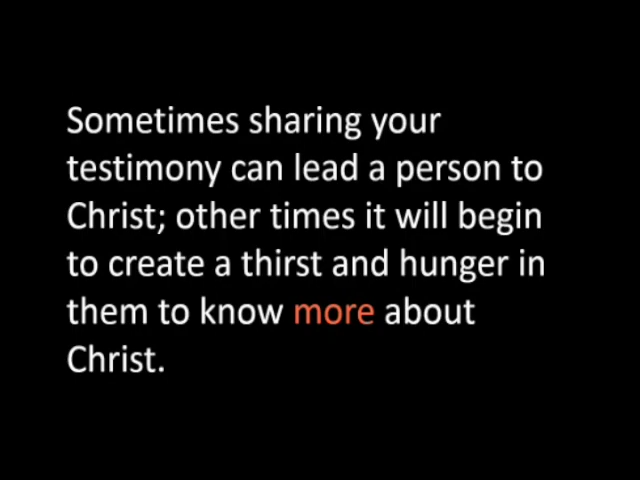 Sometimes sharing your
testimony can lead a person to
Christ; other times it will begin
to create a thirst and hunger in
them to know more about
Christ.